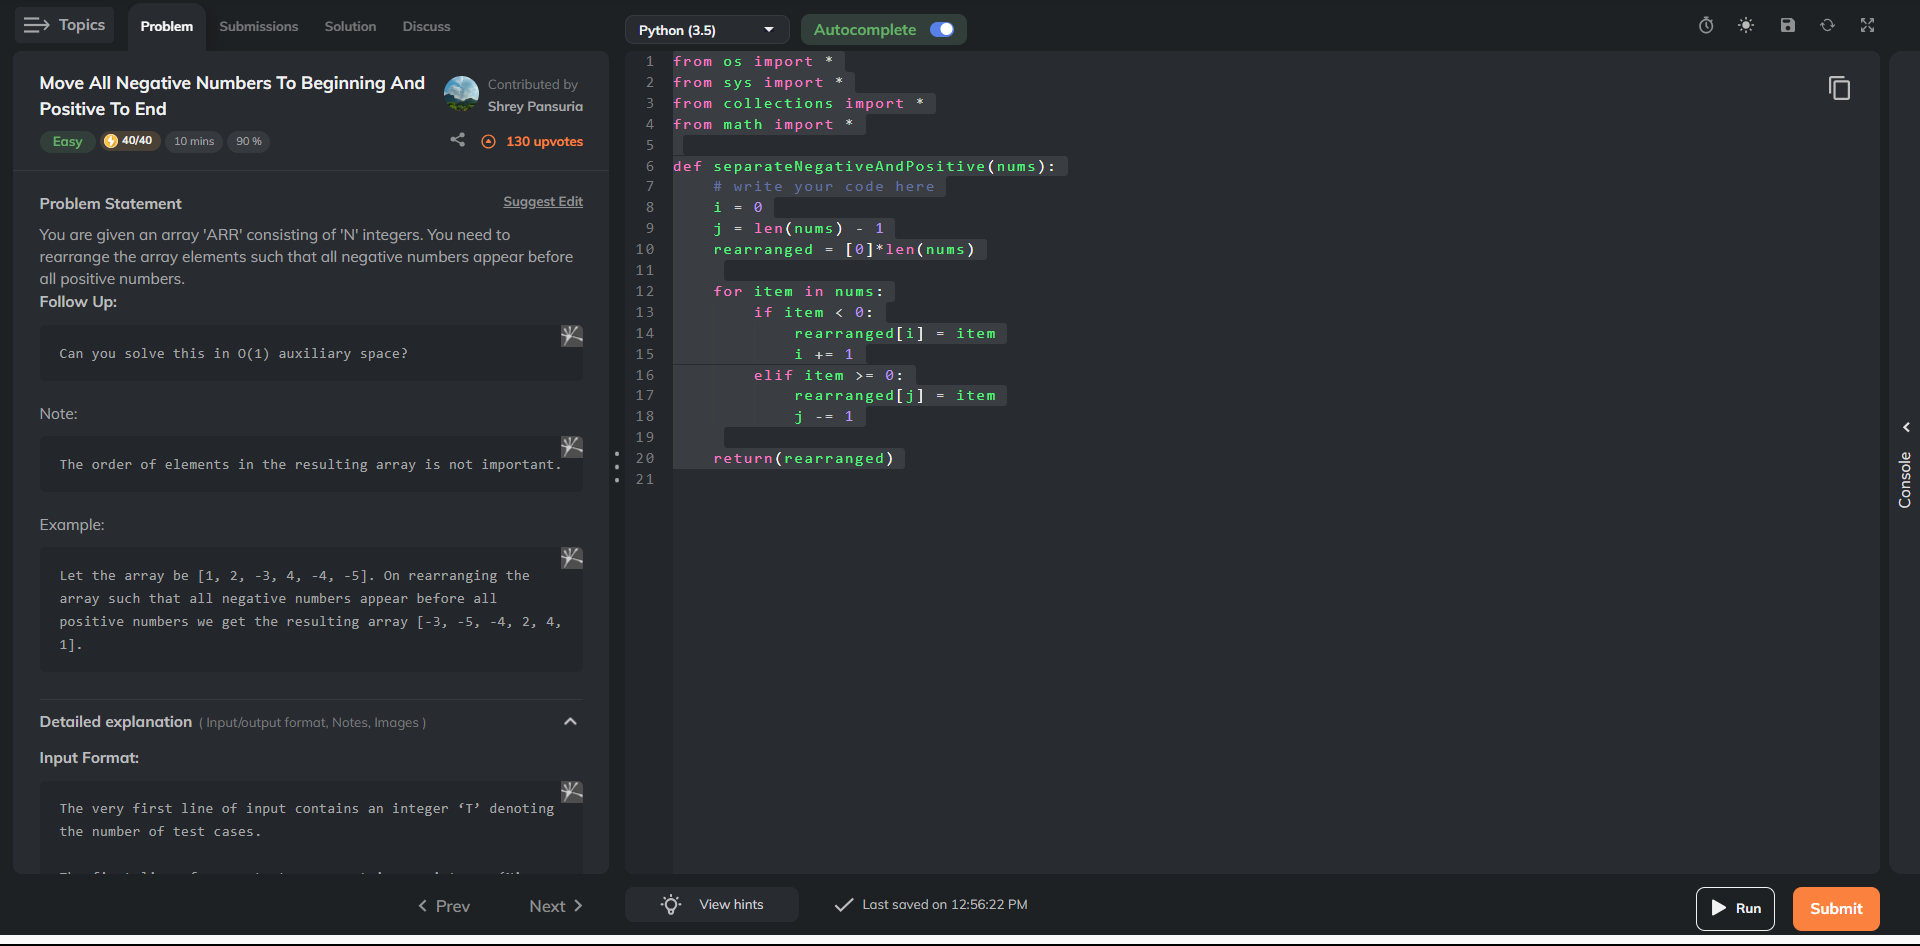 Topics
Problem
Submissions
Solution
Discuss
Move All Negative Numbers To Beginning And
Positive To End
Contributed by
Shrey Pansuria
Easy
40/40
10 mins
90 %
130 upvotes
Problem Statement
Suggest Edit
You are given an array 'ARR' consisting of 'N' integers. You need to
rearrange the array elements such that all negative numbers appear before
all positive numbers.
Follow Up:
Can you solve this in O(1) auxiliary space?
Note:
The order of elements in the resulting array is not important.
Example:
Let the array be [1, 2, -3, 4, -4, -5]. On rearranging the
array such that all negative numbers appear before all
positive numbers we get the resulting array [-3, -5, -4, 2, 4,
1].
Detailed explanation ( Input/output format, Notes, Images )
Input Format:
The very first line of input contains an integer ‘T’ denoting
the number of test cases.
Prev
Next
Python (3.5)
Autocomplete
1 from os import *
2 from sys import *
3 from collections import *
4 from math import *
5
6 def separateNegativeAndPositive(nums):
7 # write your code here
8 i = 0
9 j = len(nums) - 1
10 rearranged = [0]*len(nums)
11
12 for item in nums:
13 if item < 0:
14 rearranged[i] = item
15 i += 1
16 elif item >= 0:
17 rearranged[j] = item
18 j -= 1
19
20 return(rearranged)
21
Console
View hints
Last saved on 12:56:22 PM
Run
Submit